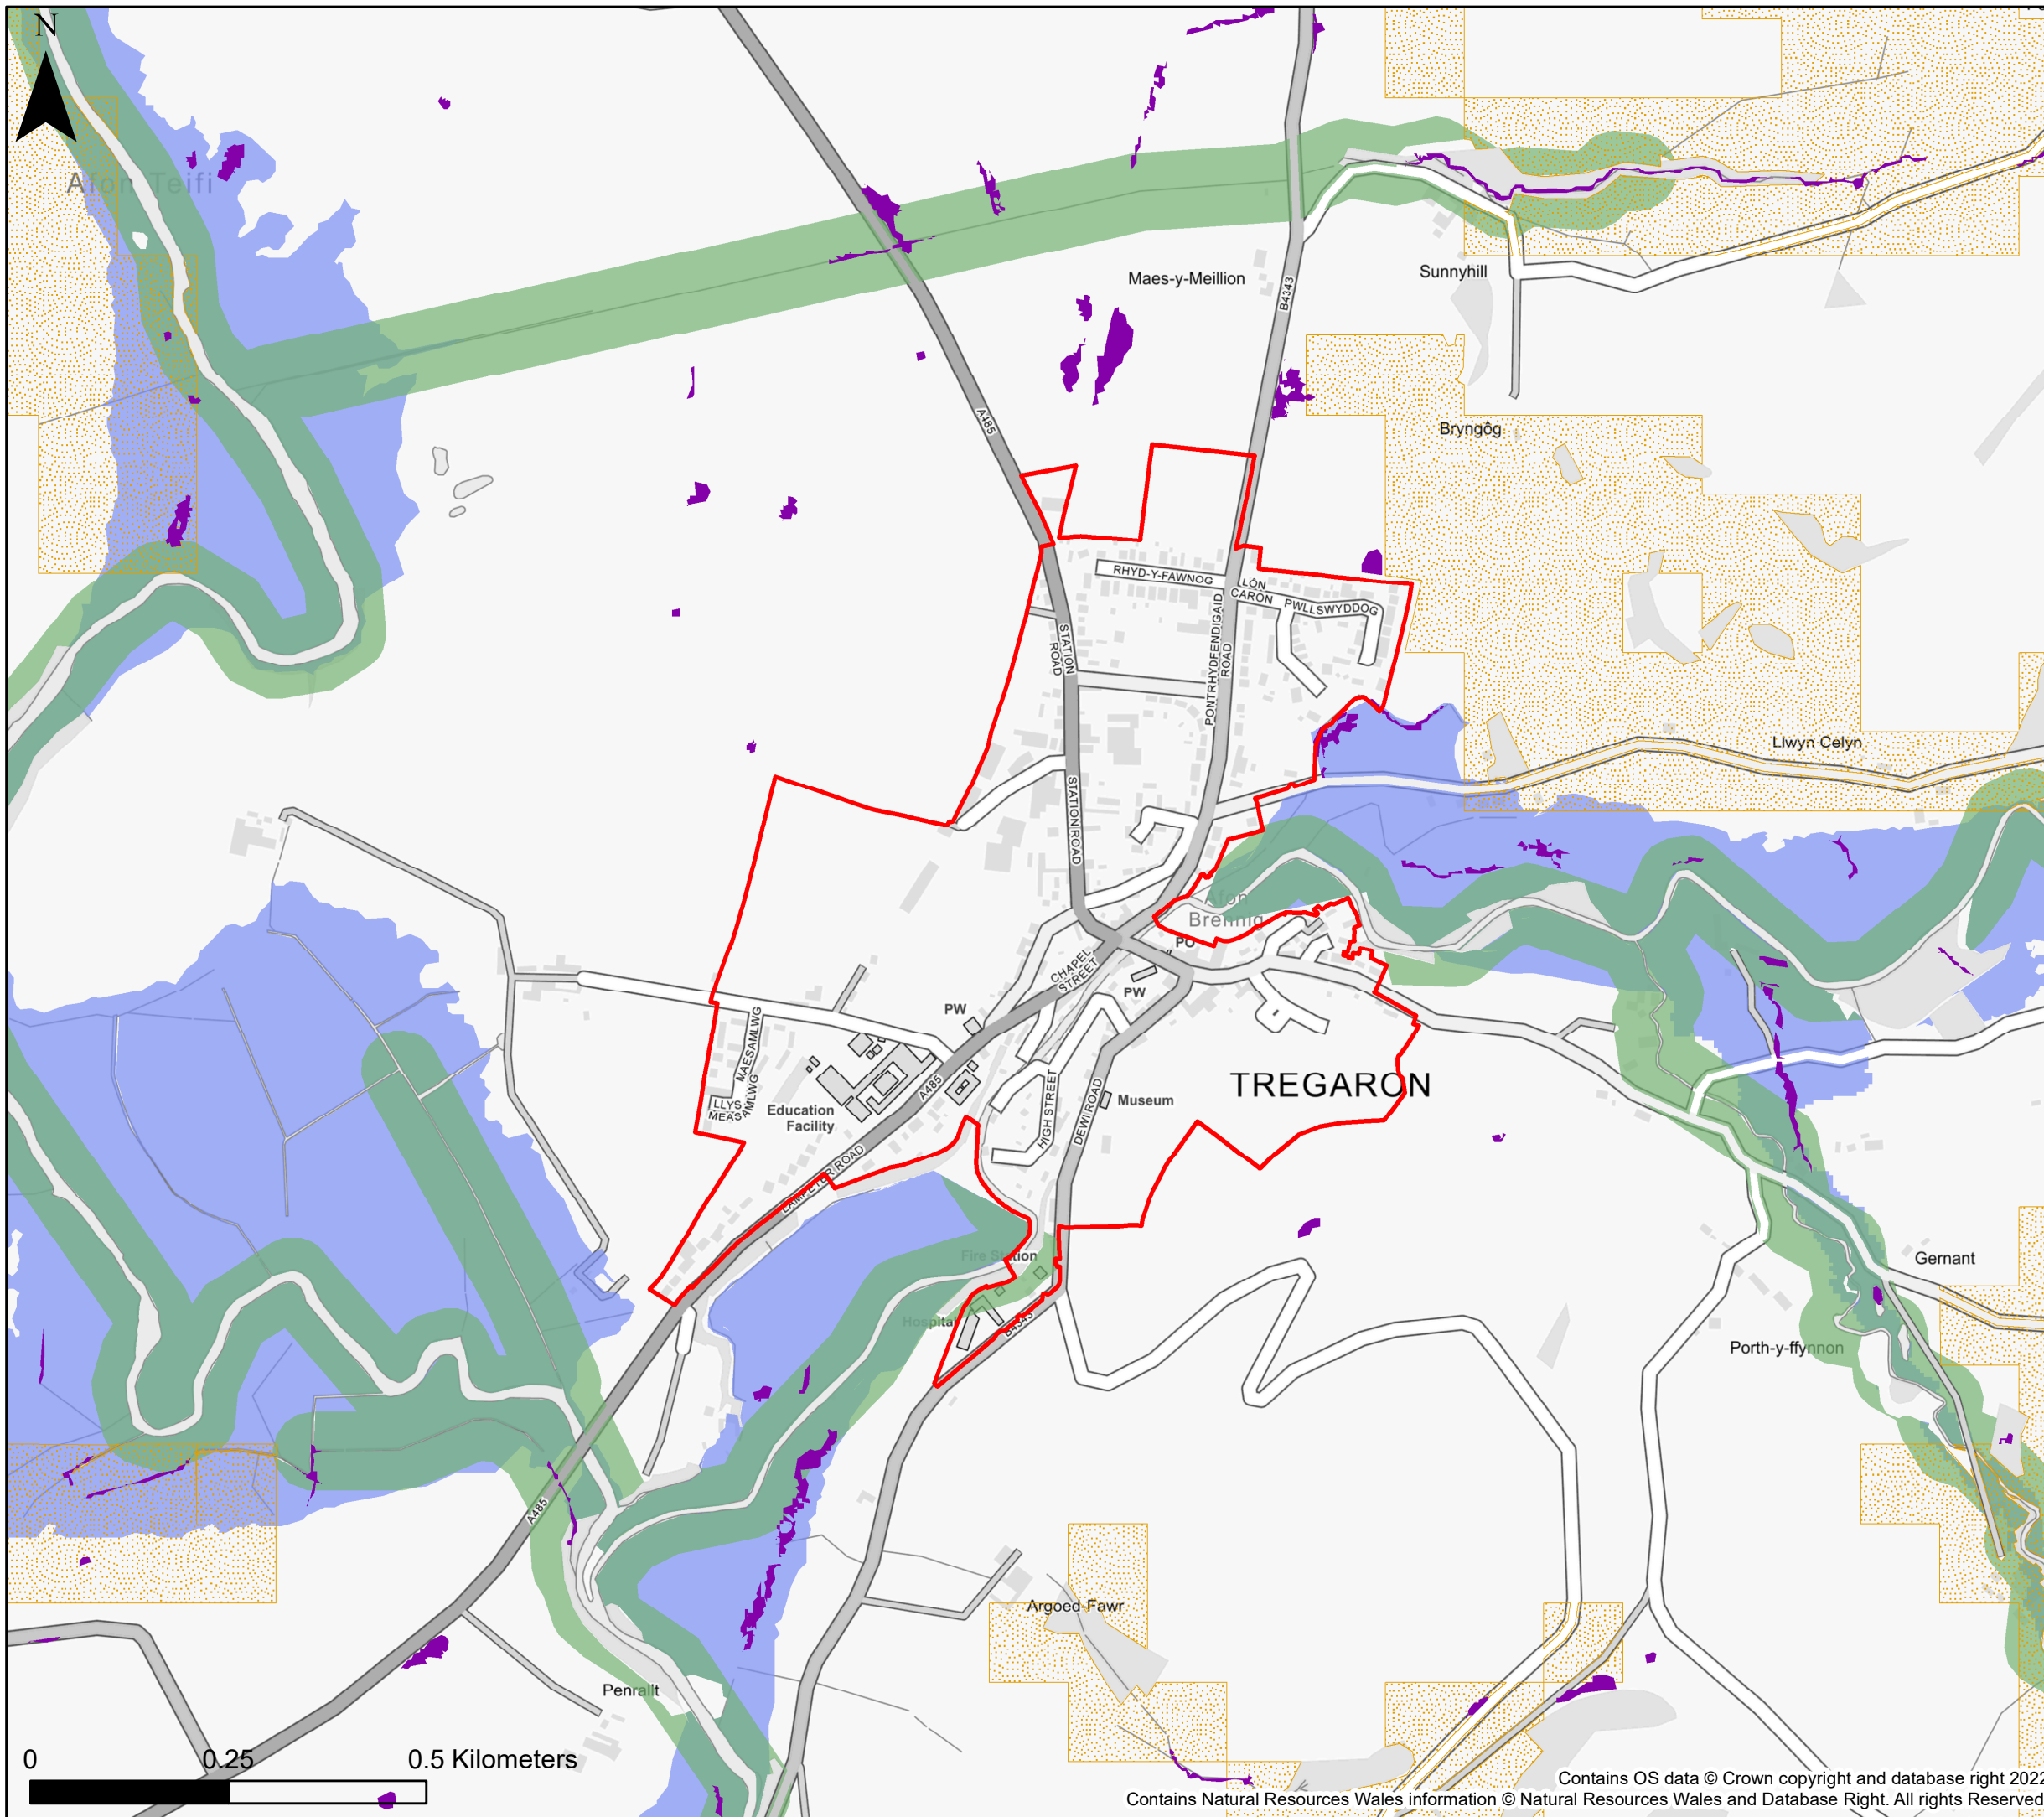 N
Afon Teifi
Maes-y-Meillion
Sunnyhill
B4343
A485
Bryngôg
RHYD-Y-FAWNOG
LÔN
CARON
PWLLSWYDDOG
STATION
ROAD
PONTRHYDFENDIGAID
ROAD
Llwyn Celyn
STATION ROAD
Afon
Brennig
PO
CHAPEL
STREET
PW
PW
MAESAMLWG
LLYS
MEASAMLWG
A485
Education
Facility
HIGH STREET
DEWI ROAD
Museum
TREGARON
LAMPETER ROAD
Fire Station
Hospital
B4343
Gernant
Porth-y-ffynnon
A485
Argoed-Fawr
Penrallt
0 0.25 0.5 Kilometers
Contains OS data © Crown copyright and database right 2022
Contains Natural Resources Wales information © Natural Resources Wales and Database Right. All rights Reserved